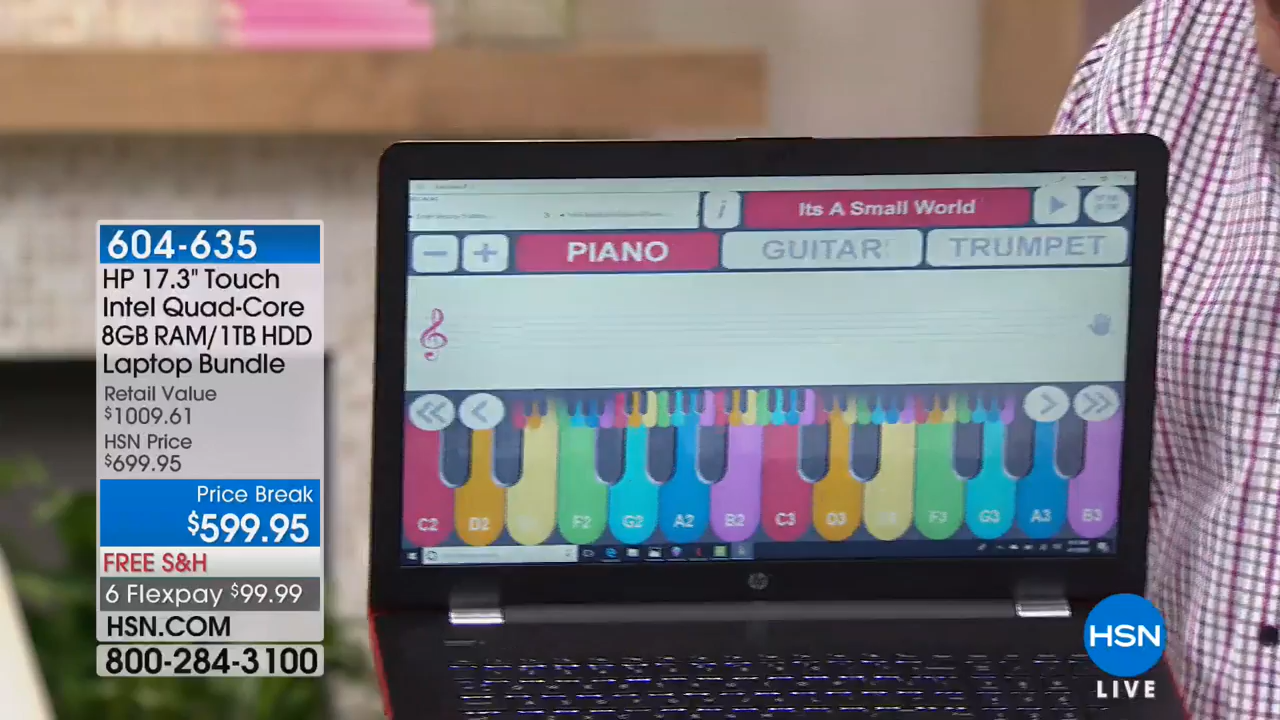 604-635
HP 17.3" Touch
Intel Quad-Core
8GB RAM/1TB HDD
Laptop Bundle
Retail Value
$1009.61
HSN Price
$699.95
Price Break
$599.95
FREE S&H
6 Flexpay $99.99
HSN.COM
800-284-3100
i
Its A Small World
PIANO
GUITAR
TRUMPET
C2 D2 F2 G2 A2 B2 C3 D3 F3 G3 A3 B3
hp
HSN
LIVE